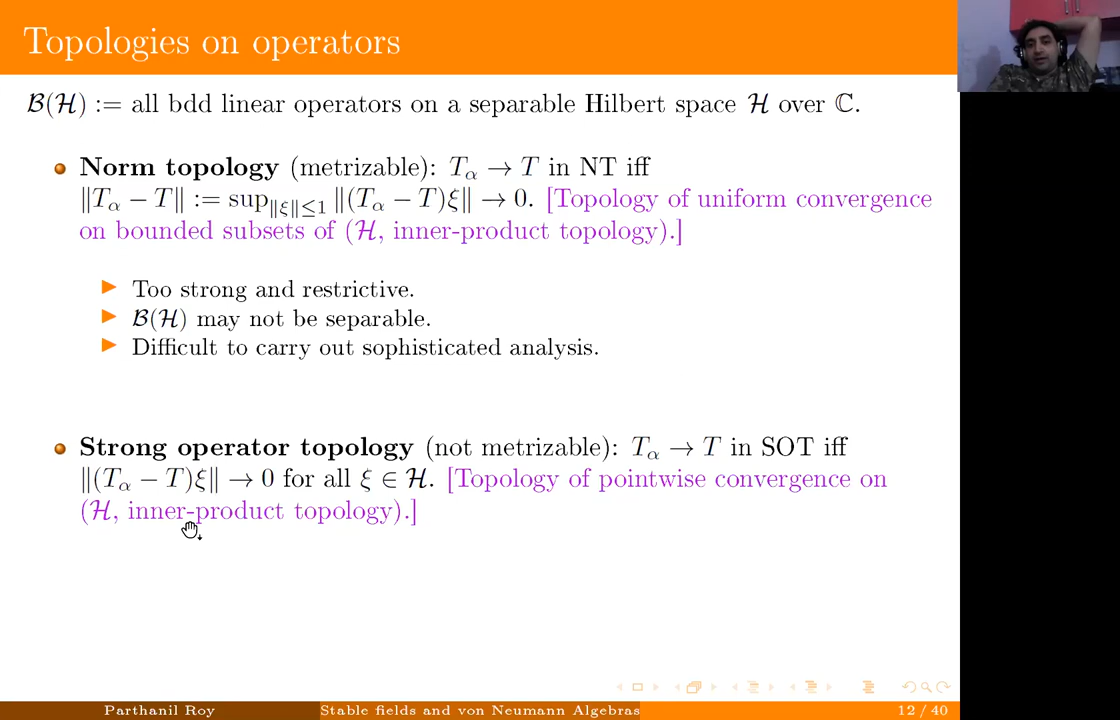 Topologies on operators
ℬ(ℋ) := all bdd linear operators on a separable Hilbert space ℋ over ℂ.
Norm topology (metrizable): T_α → T in NT iff
‖T_α − T‖ := sup_{‖ξ‖≤1} ‖(T_α − T)ξ‖ → 0. [Topology of uniform convergence
on bounded subsets of (ℋ, inner-product topology).]
Too strong and restrictive.
ℬ(ℋ) may not be separable.
Difficult to carry out sophisticated analysis.
Strong operator topology (not metrizable): T_α → T in SOT iff
‖(T_α − T)ξ‖ → 0 for all ξ ∈ ℋ. [Topology of pointwise convergence on
(ℋ, inner-product topology).]
Parthanil Roy Stable fields and von Neumann Algebras 12 / 40